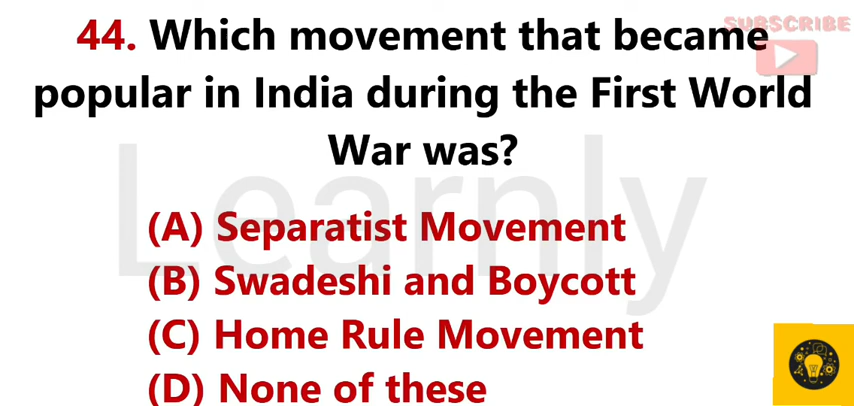 SUBSCRIBE
44. Which movement that became
popular in India during the First World
War was?
Learnly
(A) Separatist Movement
(B) Swadeshi and Boycott
(C) Home Rule Movement
(D) None of these